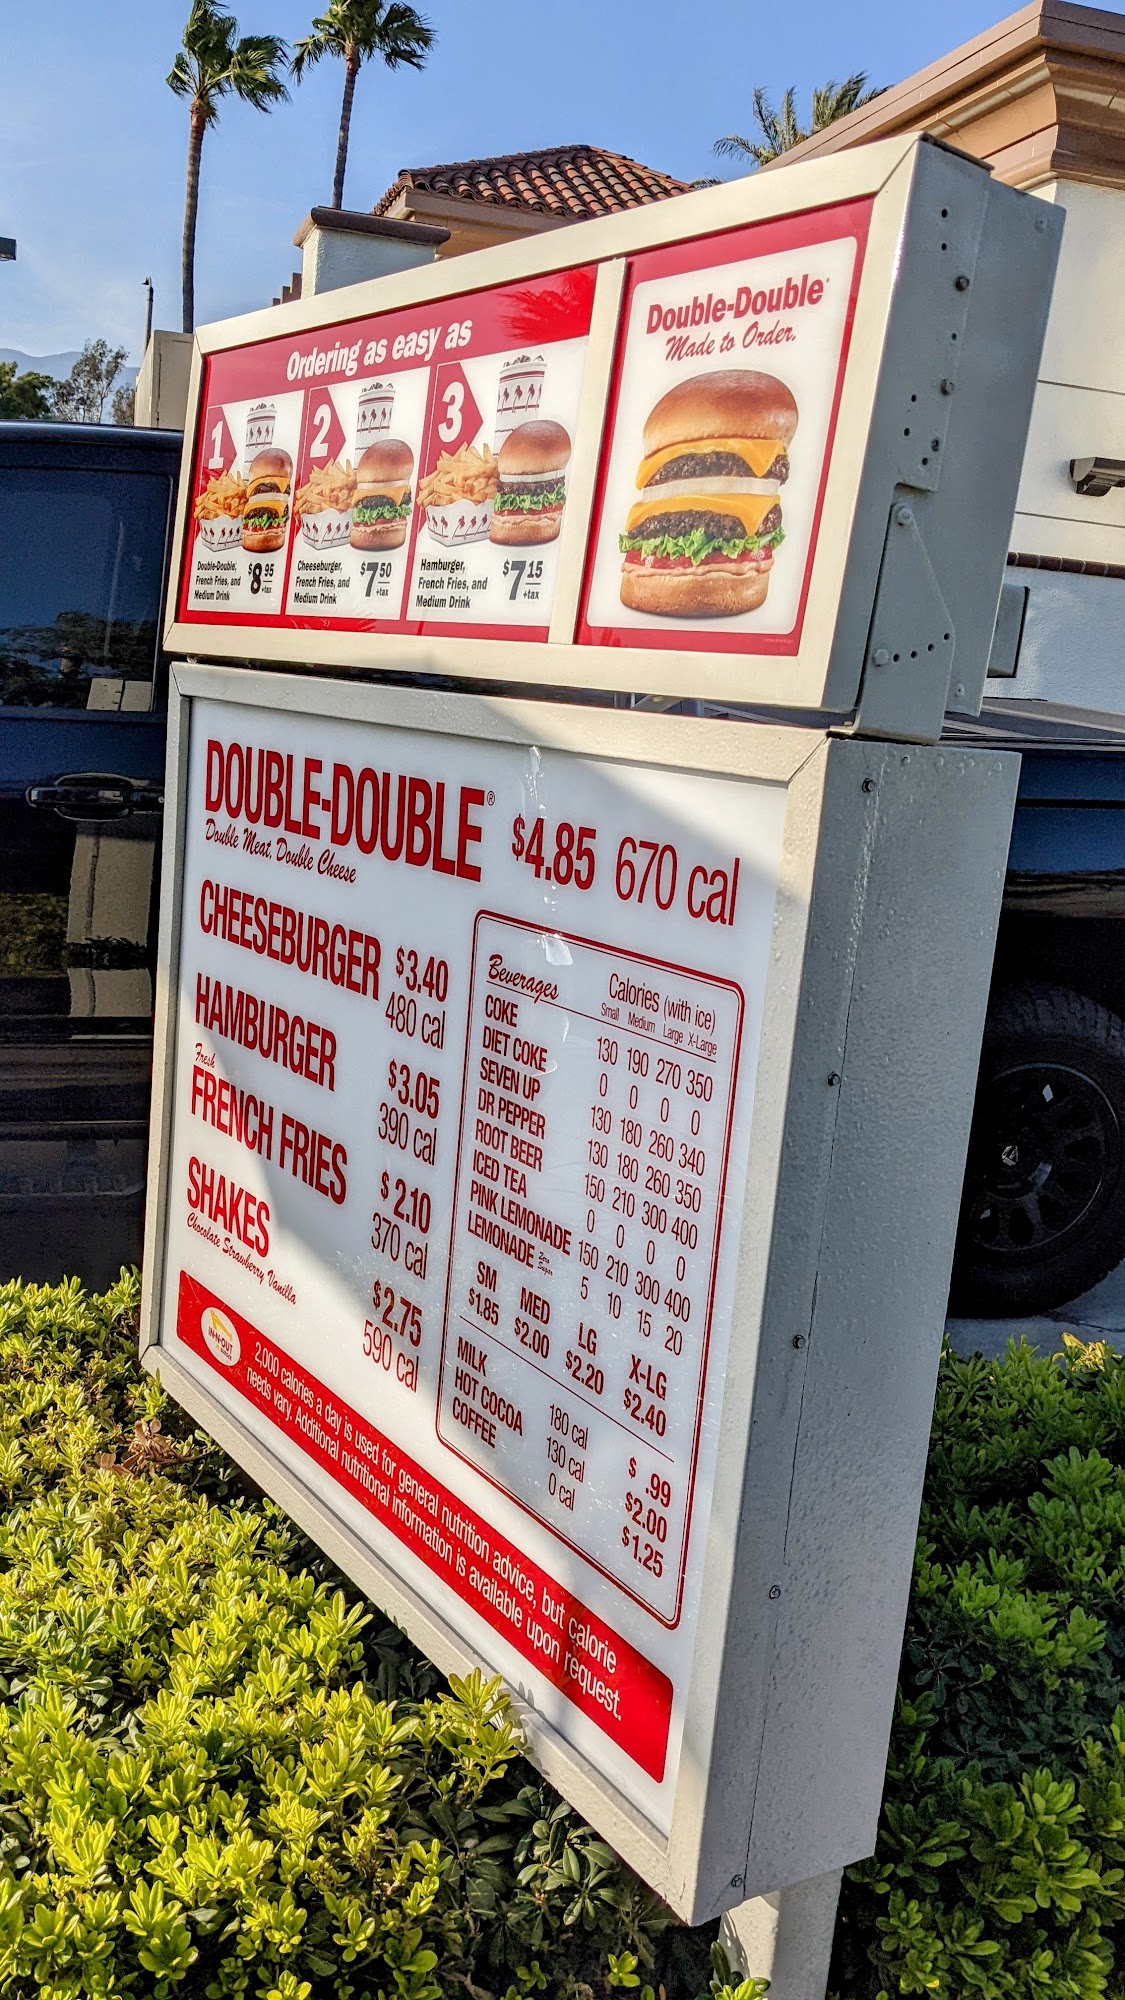 Ordering as easy as
1
Double-Double,
French Fries, and
Medium Drink
$8 95
+tax
2
Cheeseburger,
French Fries, and
Medium Drink
$7 50
+tax
3
Hamburger,
French Fries, and
Medium Drink
$7 15
+tax
Double-Double®
Made to Order.
DOUBLE-DOUBLE® $4.85 670 cal
Double Meat, Double Cheese
CHEESEBURGER $3.40
480 cal
HAMBURGER $3.05
390 cal
Fresh
FRENCH FRIES $2.10
370 cal
SHAKES $2.75
Chocolate Strawberry Vanilla 590 cal
Beverages Calories (with ice)
Small Medium Large X-Large
COKE 130 190 270 350
DIET COKE 0 0 0 0
SEVEN UP 130 180 260 340
DR PEPPER 130 180 260 350
ROOT BEER 150 210 300 400
ICED TEA 0 0 0 0
PINK LEMONADE 150 210 300 400
LEMONADE Zero Sugar 5 10 15 20
SM MED LG X-LG
$1.85 $2.00 $2.20 $2.40
MILK 180 cal $ .99
HOT COCOA 130 cal $2.00
COFFEE 0 cal $1.25
IN-N-OUT
2,000 calories a day is used for general nutrition advice, but calorie
needs vary. Additional nutritional information is available upon request.